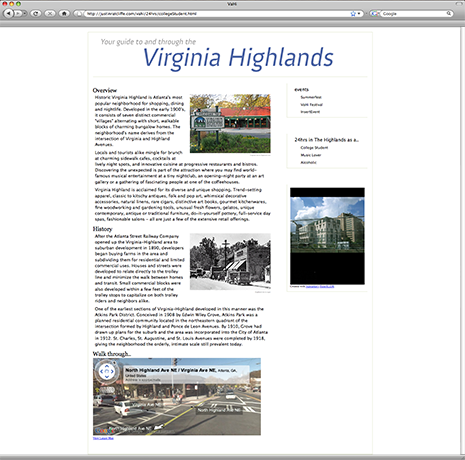 VaHi
http://justinratcliffe.com/vahi/24hrs/collegeStudent.html
Google
Your guide to and through the
Virginia Highlands
Overview
Historic Virginia Highland is Atlanta's most
popular neighborhood for shopping, dining
and nightlife. Developed in the early 1900's,
it consists of seven distinct commercial
"villages" alternating with short, walkable
blocks of charming bungalow homes. The
neighborhood's name derives from the
intersection of Virginia and Highland
Avenues.
Locals and tourists alike mingle for brunch
at charming sidewalk cafes, cocktails at
lively night spots, and innovative cuisine at progressive restaurants and bistros.
Discovering the unexpected is part of the attraction where you may find world-
famous musical entertainment at a tiny nightclub, an opening-night party at an art
gallery or a gathering of fascinating people at one of the coffeehouses.
Virginia Highland is acclaimed for its diverse and unique shopping. Trend-setting
apparel, classic to kitschy antiques, folk and pop art, whimsical decorative
accessories, natural linens, rare cigars, distinctive art books, gourmet kitchenwares,
fine woodworking and gardening tools, unusual fresh flowers, gelatos, unique
contemporary, antique or traditional furniture, do-it-yourself pottery, full-service day
spas, fashionable salons – all are just a few of the extensive retail offerings.
History
After the Atlanta Street Railway Company
opened up the Virginia-Highland area to
suburban development in 1890, developers
began buying farms in the area and
subdividing them for residential and limited
commercial uses. Houses and streets were
developed to relate directly to the trolley
line and minimize the walk between homes
and transit. Small commercial blocks were
also developed within a few feet of the
trolley stops to capitalize on both trolley
riders and neighbors alike.
One of the earliest sections of Virginia-Highland developed in this manner was the
Atkins Park District. Conceived in 1908 by Edwin Wiley Grove, Atkins Park was a
planned residential community located in the northeastern quadrant of the
intersection formed by Highland and Ponce de Leon Avenues. By 1910, Grove had
drawn up plans for the suburb and the area was incorporated into the City of Atlanta
in 1912. St. Charles, St. Augustine, and St. Louis Avenues were completed by 1918,
giving the neighborhood the orderly, intimate scale still prevalent today.
Walk through..
North Highland Ave NE / Virginia Ave NE, Atlanta, GA,
United States
Virginia Ave NE
North Highland Ave NE
North Highland Ave NE
View Larger Map
events
Summerfest
VaHi Festival
InsertEvent
24hrs in The Highlands as a..
College Student
Music Lover
Alcoholic